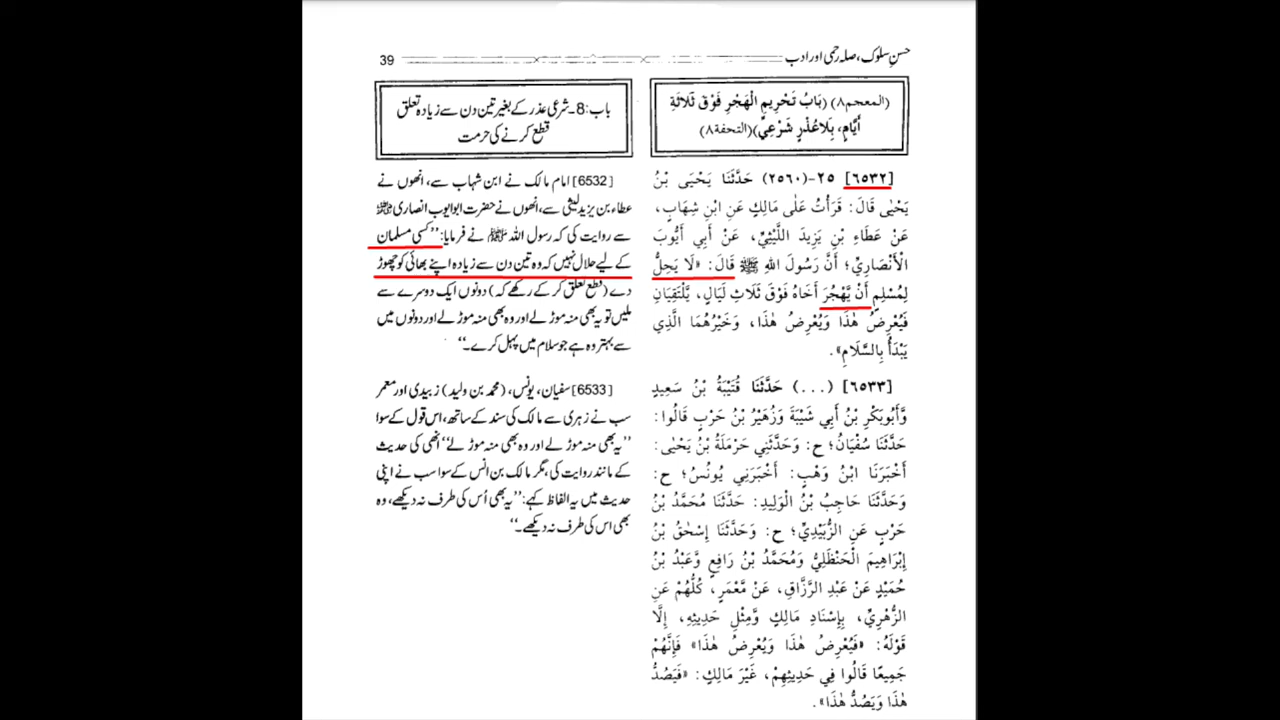 حسنِ سلوک، صلہ رحمی اور ادب
39
(المعجم٨) (بَابُ تَحْرِيمِ الْهَجْرِ فَوْقَ ثَلَاثَةِ
أَيَّامٍ، بِلَا عُذْرٍ شَرْعِيٍّ) (التحفة٨)
[٦٥٣٢] ٢٥-(٢٥٦٠) حَدَّثَنَا يَحْيَى بْنُ
يَحْيٰى قَالَ: قَرَأْتُ عَلٰى مَالِكٍ عَنِ ابْنِ شِهَابٍ،
عَنْ عَطَاءِ بْنِ يَزِيدَ اللَّيْثِيِّ، عَنْ أَبِي أَيُّوبَ
الْأَنْصَارِيِّ؛ أَنَّ رَسُولَ اللهِ ﷺ قَالَ: «لَا يَحِلُّ
لِمُسْلِمٍ أَنْ يَّهْجُرَ أَخَاهُ فَوْقَ ثَلَاثِ لَيَالٍ، يَلْتَقِيَانِ
فَيُعْرِضُ هٰذَا وَيُعْرِضُ هٰذَا، وَخَيْرُهُمَا الَّذِي
يَبْدَأُ بِالسَّلَامِ».
[٦٥٣٣] (...) حَدَّثَنَا قُتَيْبَةُ بْنُ سَعِيدٍ
وَّأَبُوبَكْرِ بْنُ أَبِي شَيْبَةَ وَزُهَيْرُ بْنُ حَرْبٍ قَالُوا:
حَدَّثَنَا سُفْيَانُ؛ ح: وَحَدَّثَنِي حَرْمَلَةُ بْنُ يَحْيٰى:
أَخْبَرَنَا ابْنُ وَهْبٍ: أَخْبَرَنِي يُونُسُ؛ ح:
وَحَدَّثَنَا حَاجِبُ بْنُ الْوَلِيدِ: حَدَّثَنَا مُحَمَّدُ بْنُ
حَرْبٍ عَنِ الزُّبَيْدِيِّ؛ ح: وَحَدَّثَنَا إِسْحٰقُ بْنُ
إِبْرَاهِيمَ الْحَنْظَلِيُّ وَمُحَمَّدُ بْنُ رَافِعٍ وَّعَبْدُ بْنُ
حُمَيْدٍ عَنْ عَبْدِ الرَّزَّاقِ، عَنْ مَّعْمَرٍ، كُلُّهُمْ عَنِ
الزُّهْرِيِّ، بِإِسْنَادِ مَالِكٍ وَّمِثْلِ حَدِيثِهِ، إِلَّا
قَوْلَهُ: «فَيُعْرِضُ هٰذَا وَيُعْرِضُ هٰذَا» فَإِنَّهُمْ
جَمِيعًا قَالُوا فِي حَدِيثِهِمْ، غَيْرَ مَالِكٍ: «فَيَصُدُّ
هٰذَا وَيَصُدُّ هٰذَا».
باب:8۔شرعی عذر کے بغیر تین دن سے زیادہ تعلق
قطع کرنے کی حرمت
[6532] امام مالک نے ابن شہاب سے، انھوں نے
عطاء بن یزید لیثی سے، انھوں نے حضرت ابوایوب انصاری ؓ
سے روایت کی کہ رسول اللہ ﷺ نے فرمایا: ”کسی مسلمان
کے لیے حلال نہیں کہ وہ تین دن سے زیادہ اپنے بھائی کو چھوڑ
دے (قطع تعلق کر کے رکھے کہ) دونوں ایک دوسرے سے
ملیں تو یہ بھی منہ موڑ لے اور وہ بھی منہ موڑ لے اور دونوں میں
سے بہتر وہ ہے جو سلام میں پہل کرے۔“
[6533] سفیان، یونس، (محمد بن ولید) زبیدی اور معمر
سب نے زہری سے مالک کی سند کے ساتھ، اس قول کے سوا
”یہ بھی منہ موڑ لے اور وہ بھی منہ موڑ لے“ انھی کی حدیث
کے مانند روایت کی، مگر مالک بن انس کے سوا سب نے اپنی
حدیث میں یہ الفاظ کہے: ”یہ بھی اُس کی طرف نہ دیکھے، وہ
بھی اس کی طرف نہ دیکھے۔“